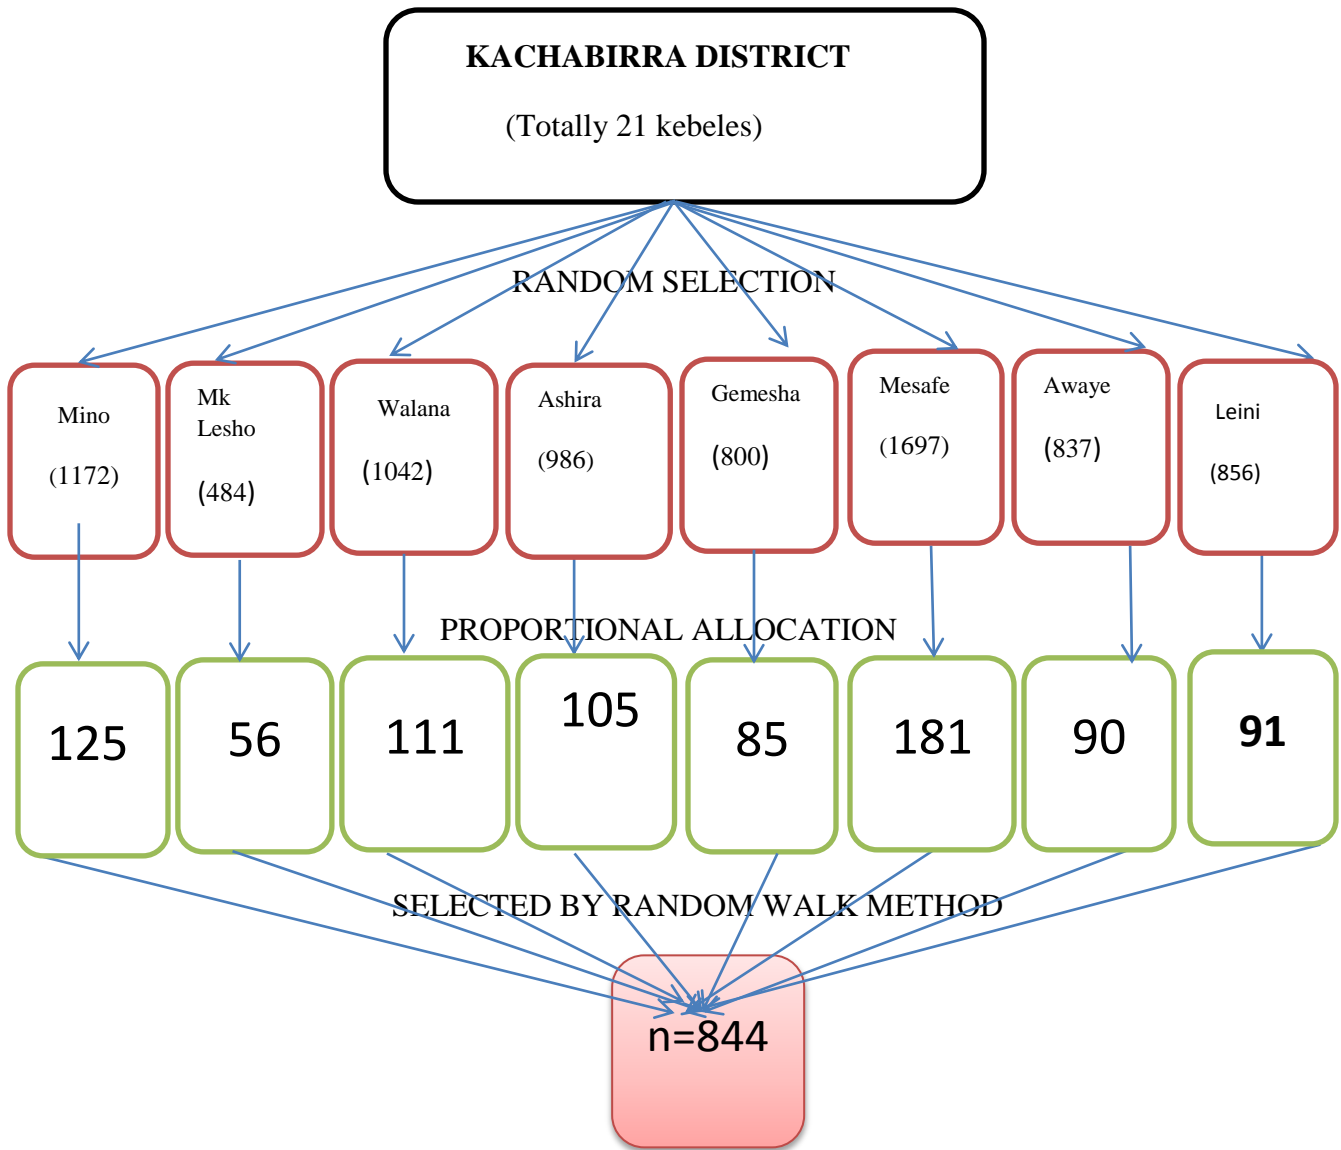 KACHABIRRA DISTRICT
(Totally 21 kebeles)
RANDOM SELECTION
Mino
(1172)
Mk
Lesho
(484)
Walana
(1042)
Ashira
(986)
Gemesha
(800)
Mesafe
(1697)
Awaye
(837)
Leini
(856)
PROPORTIONAL ALLOCATION
125
56
111
105
85
181
90
91
SELECTED BY RANDOM WALK METHOD
n=844